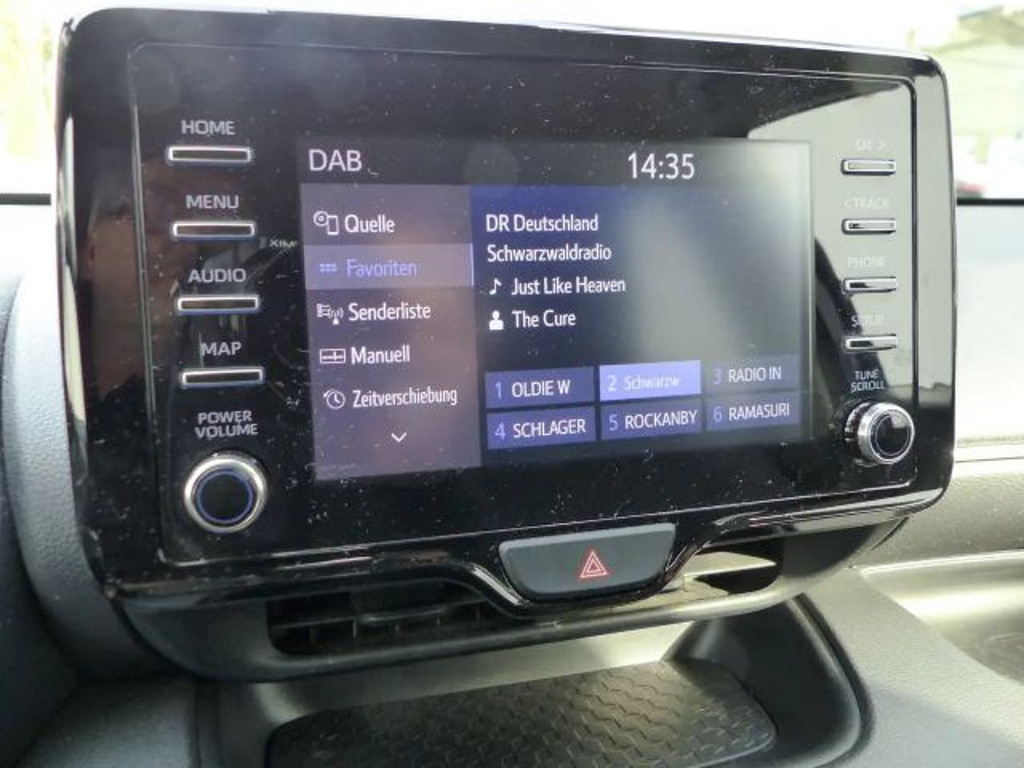 HOME
MENU
AUDIO
MAP
POWER
VOLUME
DAB
14:35
Quelle
Favoriten
Senderliste
Manuell
Zeitverschiebung
DR Deutschland
Schwarzwaldradio
Just Like Heaven
The Cure
1 OLDIE W
2 Schwarzw
3 RADIO IN
4 SCHLAGER
5 ROCKANBY
6 RAMASURI
PHONE
SETUP
TUNE
SCROLL